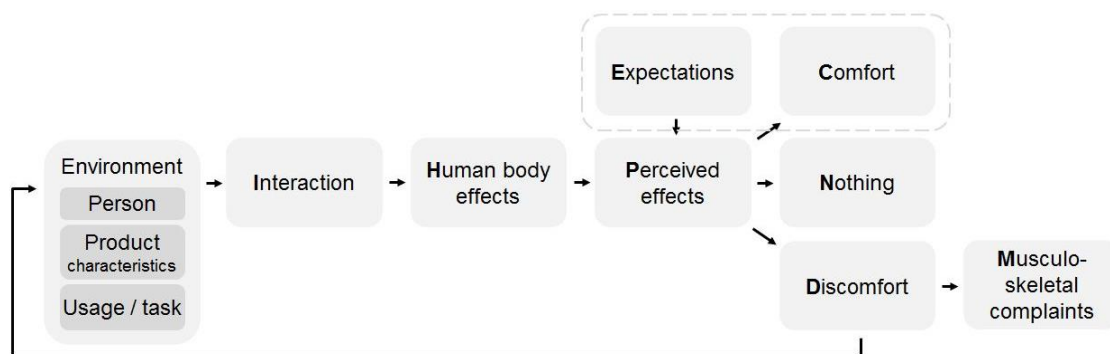 Expectations
Comfort
Environment
Person
Product
characteristics
Usage / task
Interaction
Human body
effects
Perceived
effects
Nothing
Discomfort
Musculo-
skeletal
complaints